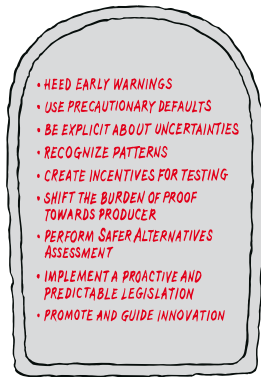 • HEED EARLY WARNINGS
• USE PRECAUTIONARY DEFAULTS
• BE EXPLICIT ABOUT UNCERTAINTIES
• RECOGNIZE PATTERNS
• CREATE INCENTIVES FOR TESTING
• SHIFT THE BURDEN OF PROOF
TOWARDS PRODUCER
• PERFORM SAFER ALTERNATIVES
ASSESSMENT
• IMPLEMENT A PROACTIVE AND
PREDICTABLE LEGISLATION
• PROMOTE AND GUIDE INNOVATION